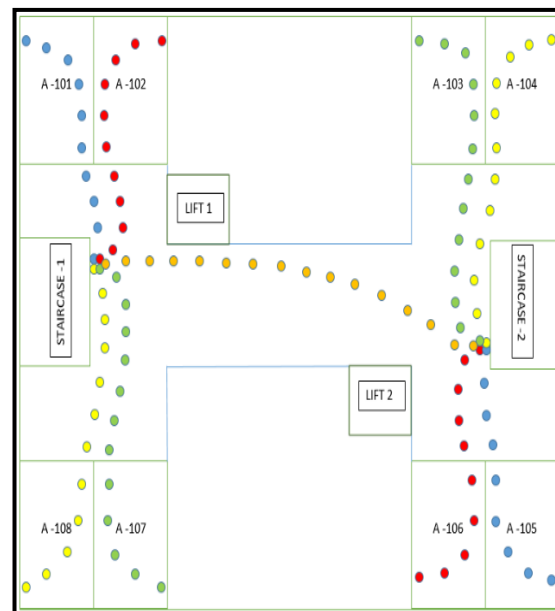 A -101
A -102
A -103
A -104
LIFT 1
STAIRCASE -1
STAIRCASE -2
LIFT 2
A -108
A -107
A -106
A -105